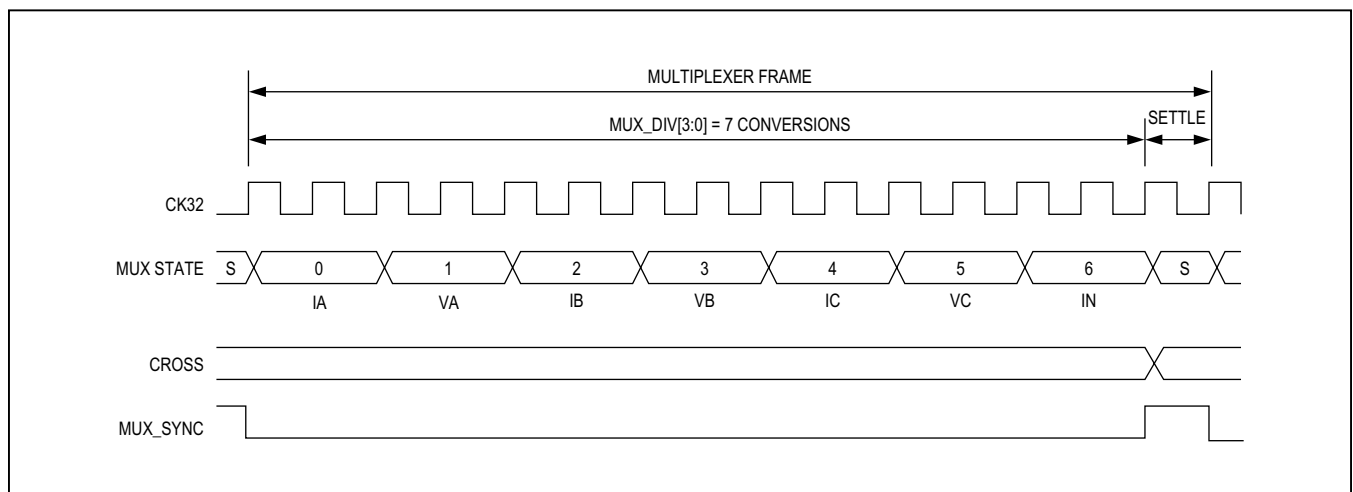 MULTIPLEXER FRAME
MUX_DIV[3:0] = 7 CONVERSIONS SETTLE
CK32
MUX STATE S 0 1 2 3 4 5 6 S
IA VA IB VB IC VC IN
CROSS
MUX_SYNC